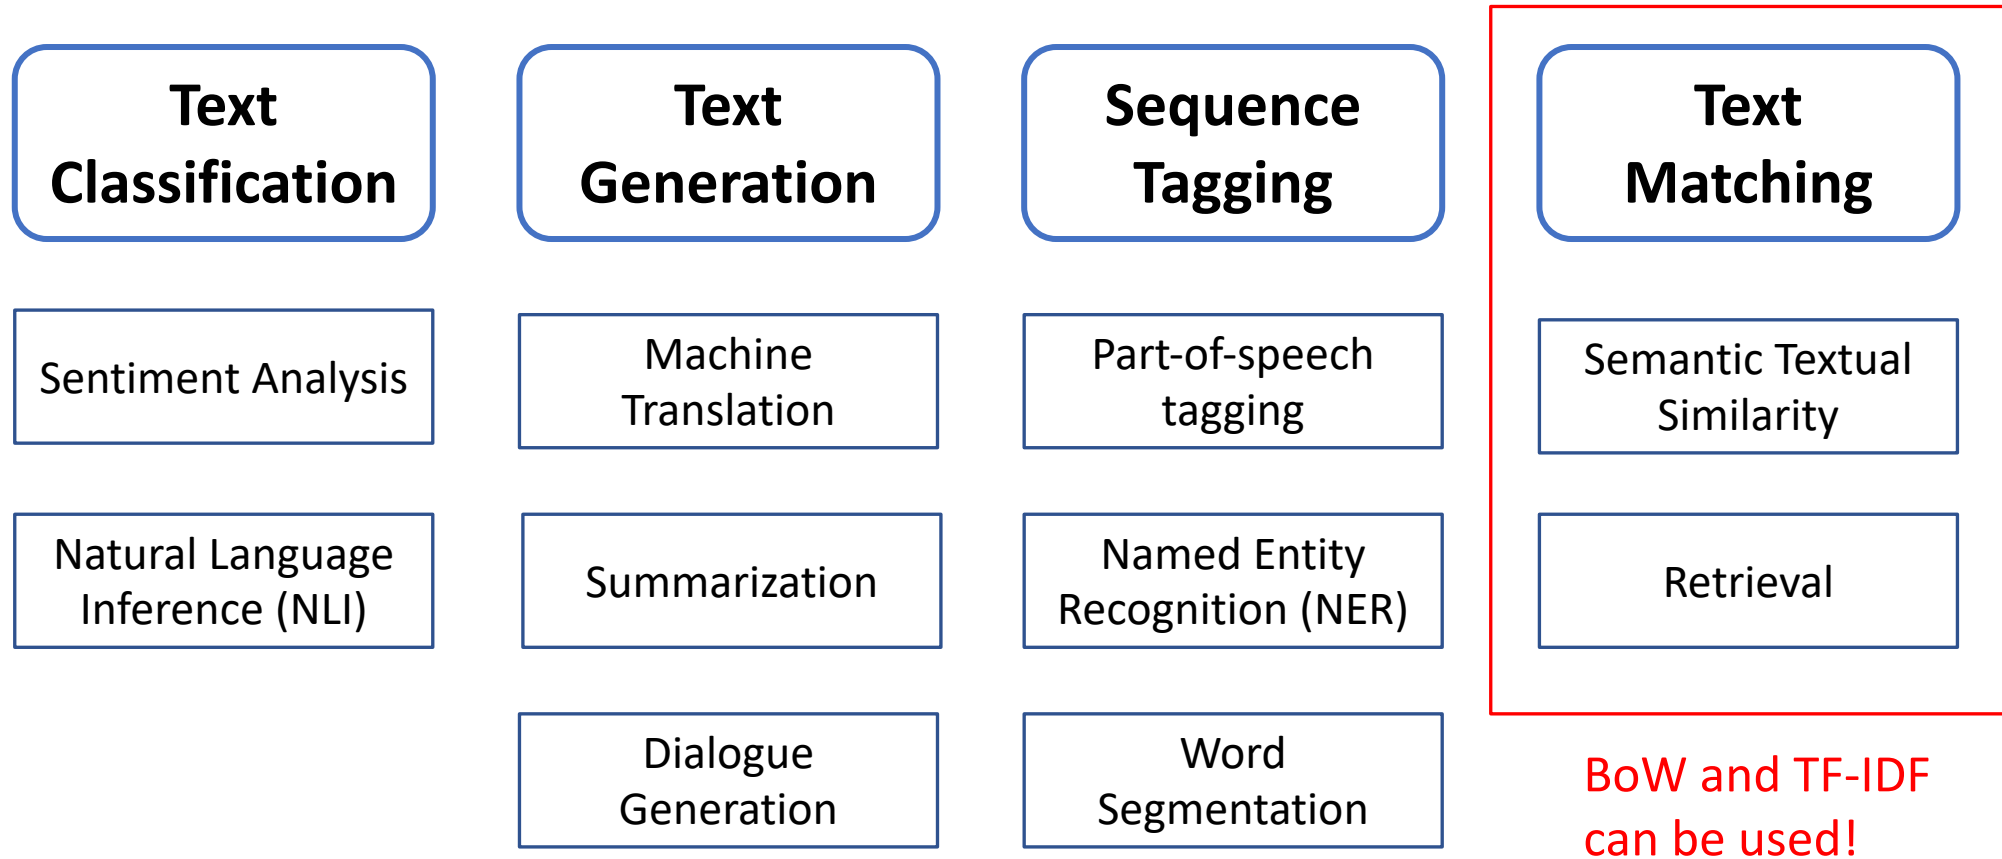 Text
Classification
Text
Generation
Sequence
Tagging
Text
Matching
Sentiment Analysis
Machine
Translation
Part-of-speech
tagging
Semantic Textual
Similarity
Natural Language
Inference (NLI)
Summarization
Named Entity
Recognition (NER)
Retrieval
Dialogue
Generation
Word
Segmentation
BoW and TF-IDF
can be used!